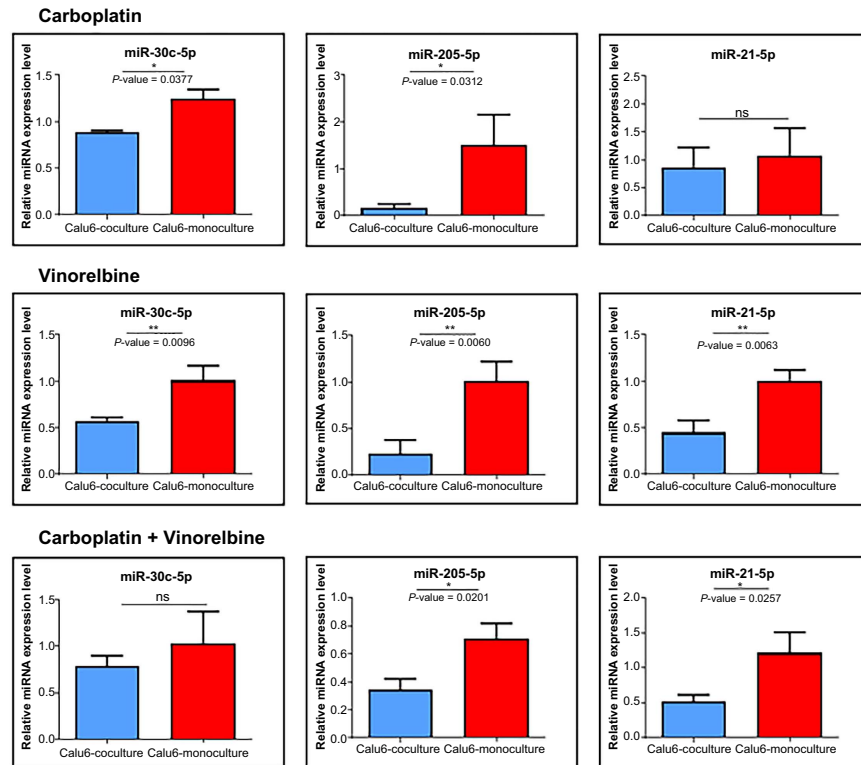 Carboplatin
miR-30c-5p
*
P-value = 0.0377
Relative miRNA expression level
1.5
1.0
0.5
0.0
Calu6-coculture Calu6-monoculture
miR-205-5p
*
P-value = 0.0312
Relative miRNA expression level
3
2
1
0
Calu6-coculture Calu6-monoculture
miR-21-5p
ns
Relative miRNA expression level
2.5
2.0
1.5
1.0
0.5
0.0
Calu6-coculture Calu6-monoculture
Vinorelbine
miR-30c-5p
**
P-value = 0.0096
Relative miRNA expression level
1.5
1.0
0.5
0.0
Calu6-coculture Calu6-monoculture
miR-205-5p
**
P-value = 0.0060
Relative miRNA expression level
1.5
1.0
0.5
0.0
Calu6-coculture Calu6-monoculture
miR-21-5p
**
P-value = 0.0063
Relative miRNA expression level
1.5
1.0
0.5
0.0
Calu6-coculture Calu6-monoculture
Carboplatin + Vinorelbine
miR-30c-5p
ns
Relative miRNA expression level
1.5
1.0
0.5
0.0
Calu6-coculture Calu6-monoculture
miR-205-5p
*
P-value = 0.0201
Relative miRNA expression level
1.0
0.8
0.6
0.4
0.2
0.0
Calu6-coculture Calu6-monoculture
miR-21-5p
*
P-value = 0.0257
Relative miRNA expression level
2.0
1.5
1.0
0.5
0.0
Calu6-coculture Calu6-monoculture